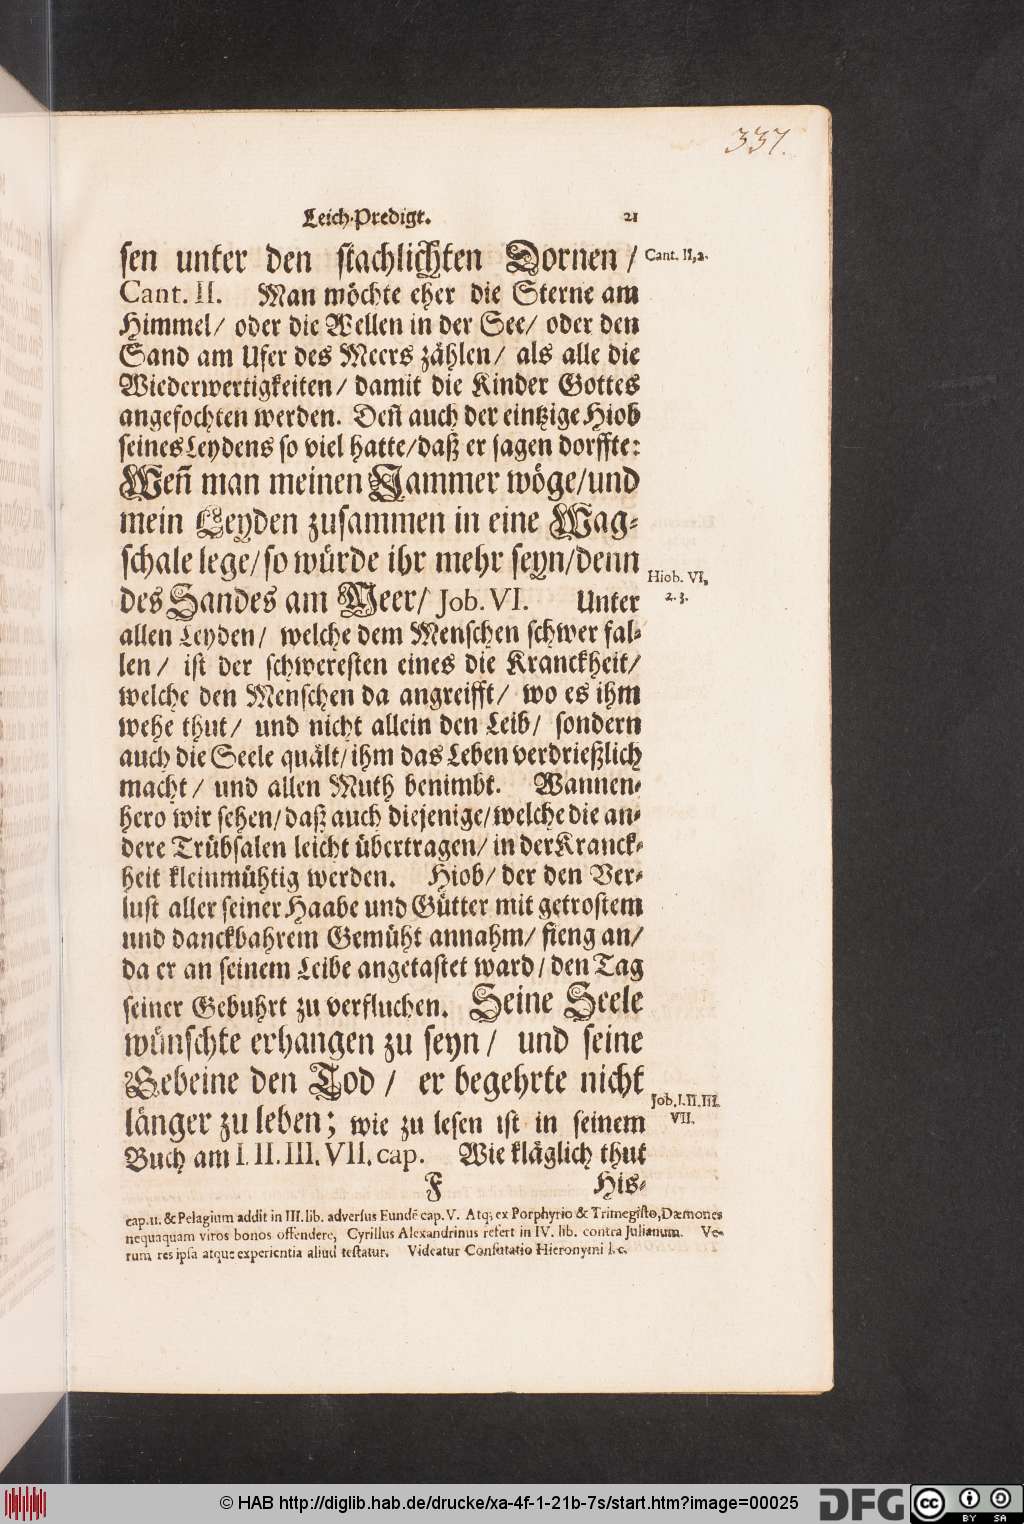 337.
Leich-Predigt. 21
sen unter den stachlichten Dornen / Cant. II, 2.
Cant. II. Man möchte eher die Sterne am
Himmel/ oder die Wellen in der See/ oder den
Sand am Ufer des Meers zählen/ als alle die
Wiederwertigkeiten/ damit die Kinder Gottes
angefochten werden. Deñ auch der eintzige Hiob
seines Leydens so viel hatte/daß er sagen dorffte:
Weñ man meinen Jammer wöge/und
mein Leyden zusammen in eine Wag-
schale lege/so würde ihr mehr seyn/denn
Hiob. VI,
2. 3.
des Sandes am Meer/ Job. VI. Unter
allen Leyden/ welche dem Menschen schwer fal-
len / ist der schweresten eines die Kranckheit/
welche den Menschen da angreifft/ wo es ihm
wehe thut/ und nicht allein den Leib/ sondern
auch die Seele quält/ihm das Leben verdrießlich
macht/ und allen Muth benimbt. Wannen-
hero wir sehen/daß auch diejenige/welche die an-
dere Trübsalen leicht übertragen/in der Kranck-
heit kleinmühtig werden. Hiob/ der den Ver-
lust aller seiner Haabe und Gütter mit getrostem
und danckbahrem Gemüht annahm/ fieng an/
da er an seinem Leibe angetastet ward/den Tag
seiner Gebuhrt zu verfluchen. Seine Seele
wünschte erhangen zu seyn/ und seine
Gebeine den Tod / er begehrte nicht
Job. I. II. III.
VII.
länger zu leben; wie zu lesen ist in seinem
Buch am I. II. III. VII. cap. Wie kläglich thut
F His-
cap. 11. & Pelagium addit in III. lib. adversus Eundẽ cap. V. Atq; ex Porphyrio & Trimegisto, Dæmones
nequaquam viros bonos offendere, Cyrillus Alexandrinus refert in IV. lib. contra Julianum. Ve-
rum res ipsa atque experientia aliud testatur. Videatur Confutatio Hieronymi l. c.
© HAB http://diglib.hab.de/drucke/xa-4f-1-21b-7s/start.htm?image=00025 DFG cc BY SA